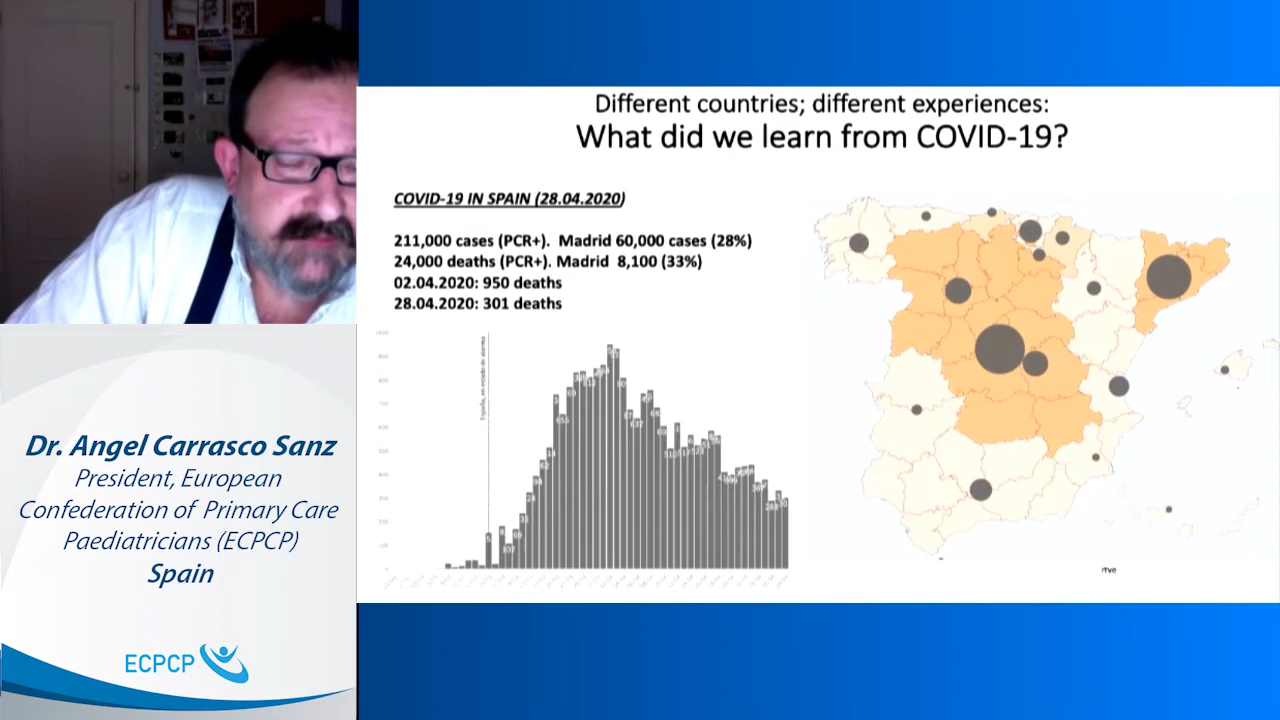 Different countries; different experiences:
What did we learn from COVID-19?
COVID-19 IN SPAIN (28.04.2020)
211,000 cases (PCR+). Madrid 60,000 cases (28%)
24,000 deaths (PCR+). Madrid 8,100 (33%)
02.04.2020: 950 deaths
28.04.2020: 301 deaths
rtve
Dr. Angel Carrasco Sanz
President, European
Confederation of Primary Care
Paediatricians (ECPCP)
Spain
ECPCP